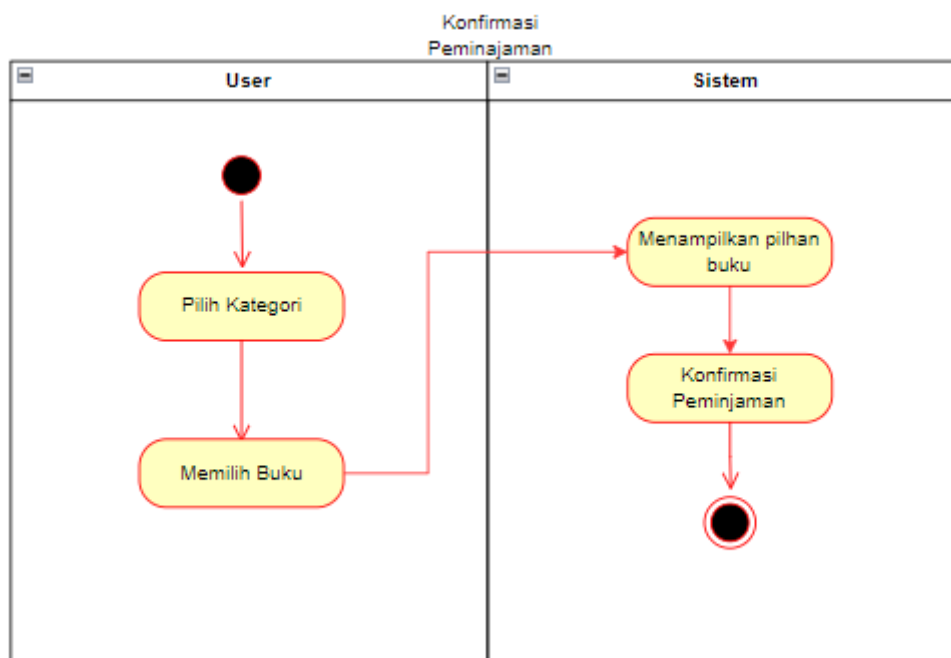 Konfirmasi
Peminajaman
User
Sistem
Pilih Kategori
Memilih Buku
Menampilkan pilhan
buku
Konfirmasi
Peminjaman